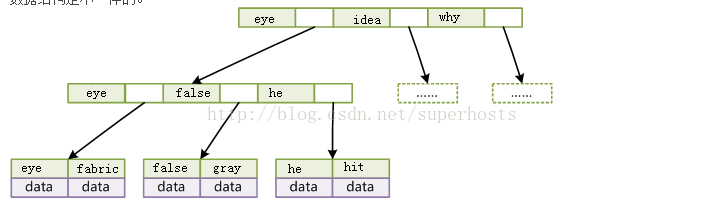 eye idea why
eye false he
…… ……
http://blog.csdn.net/superhosts
eye fabric false gray he hit
data data data data data data